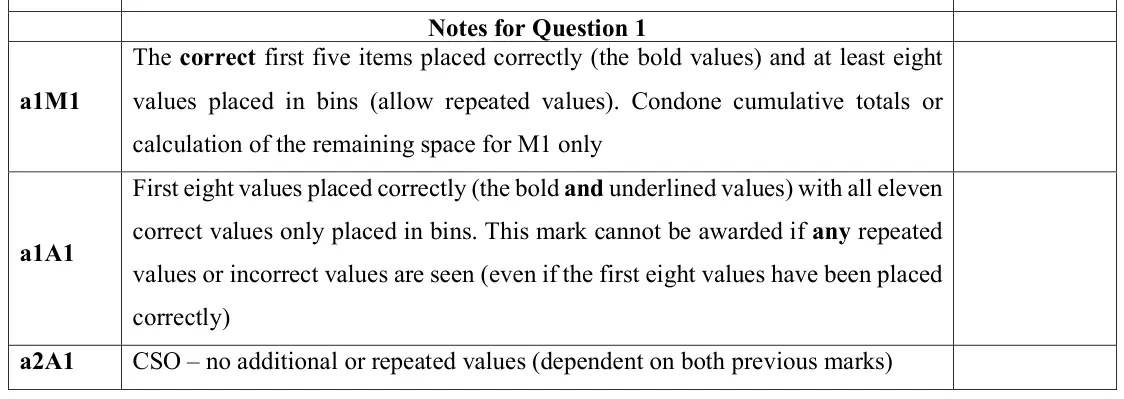 Notes for Question 1
a1M1
The correct first five items placed correctly (the bold values) and at least eight
values placed in bins (allow repeated values). Condone cumulative totals or
calculation of the remaining space for M1 only
a1A1
First eight values placed correctly (the bold and underlined values) with all eleven
correct values only placed in bins. This mark cannot be awarded if any repeated
values or incorrect values are seen (even if the first eight values have been placed
correctly)
a2A1
CSO – no additional or repeated values (dependent on both previous marks)